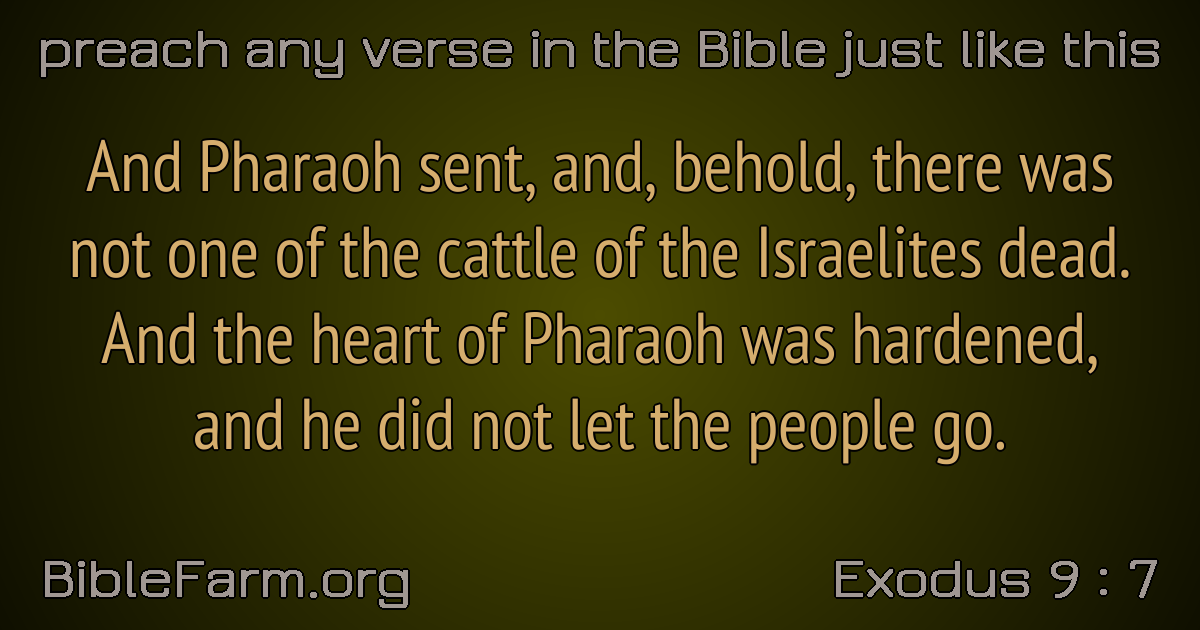 preach any verse in the Bible just like this
And Pharaoh sent, and, behold, there was
not one of the cattle of the Israelites dead.
And the heart of Pharaoh was hardened,
and he did not let the people go.
BibleFarm.org
Exodus 9 : 7